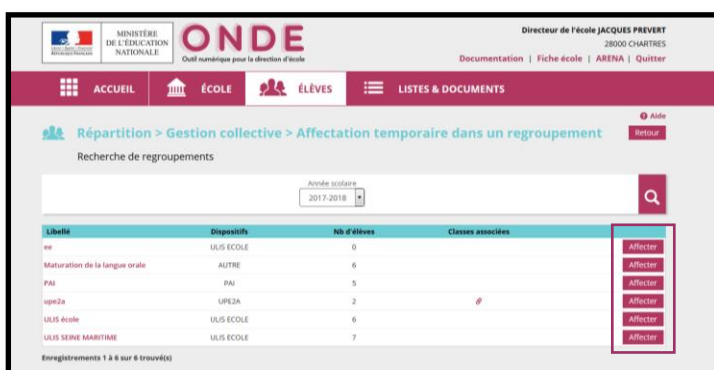 MINISTÈRE
DE L'ÉDUCATION
NATIONALE
ONDE
Outil numérique pour la direction d'école
Directeur de l'école JACQUES PREVERT
28000 CHARTRES
Documentation | Fiche école | ARENA | Quitter
ACCUEIL ÉCOLE ÉLÈVES LISTES & DOCUMENTS
Aide
Répartition > Gestion collective > Affectation temporaire dans un regroupement Retour
Recherche de regroupements
Année scolaire
2017-2018
Libellé Dispositifs Nb d'élèves Classes associées
ee ULIS ECOLE 0 Affecter
Maturation de la langue orale AUTRE 6 Affecter
PAI PAI 5 Affecter
upe2a UPE2A 2 Affecter
ULIS école ULIS ECOLE 6 Affecter
ULIS SEINE MARITIME ULIS ECOLE 7 Affecter
Enregistrements 1 à 6 sur 6 trouvé(s)